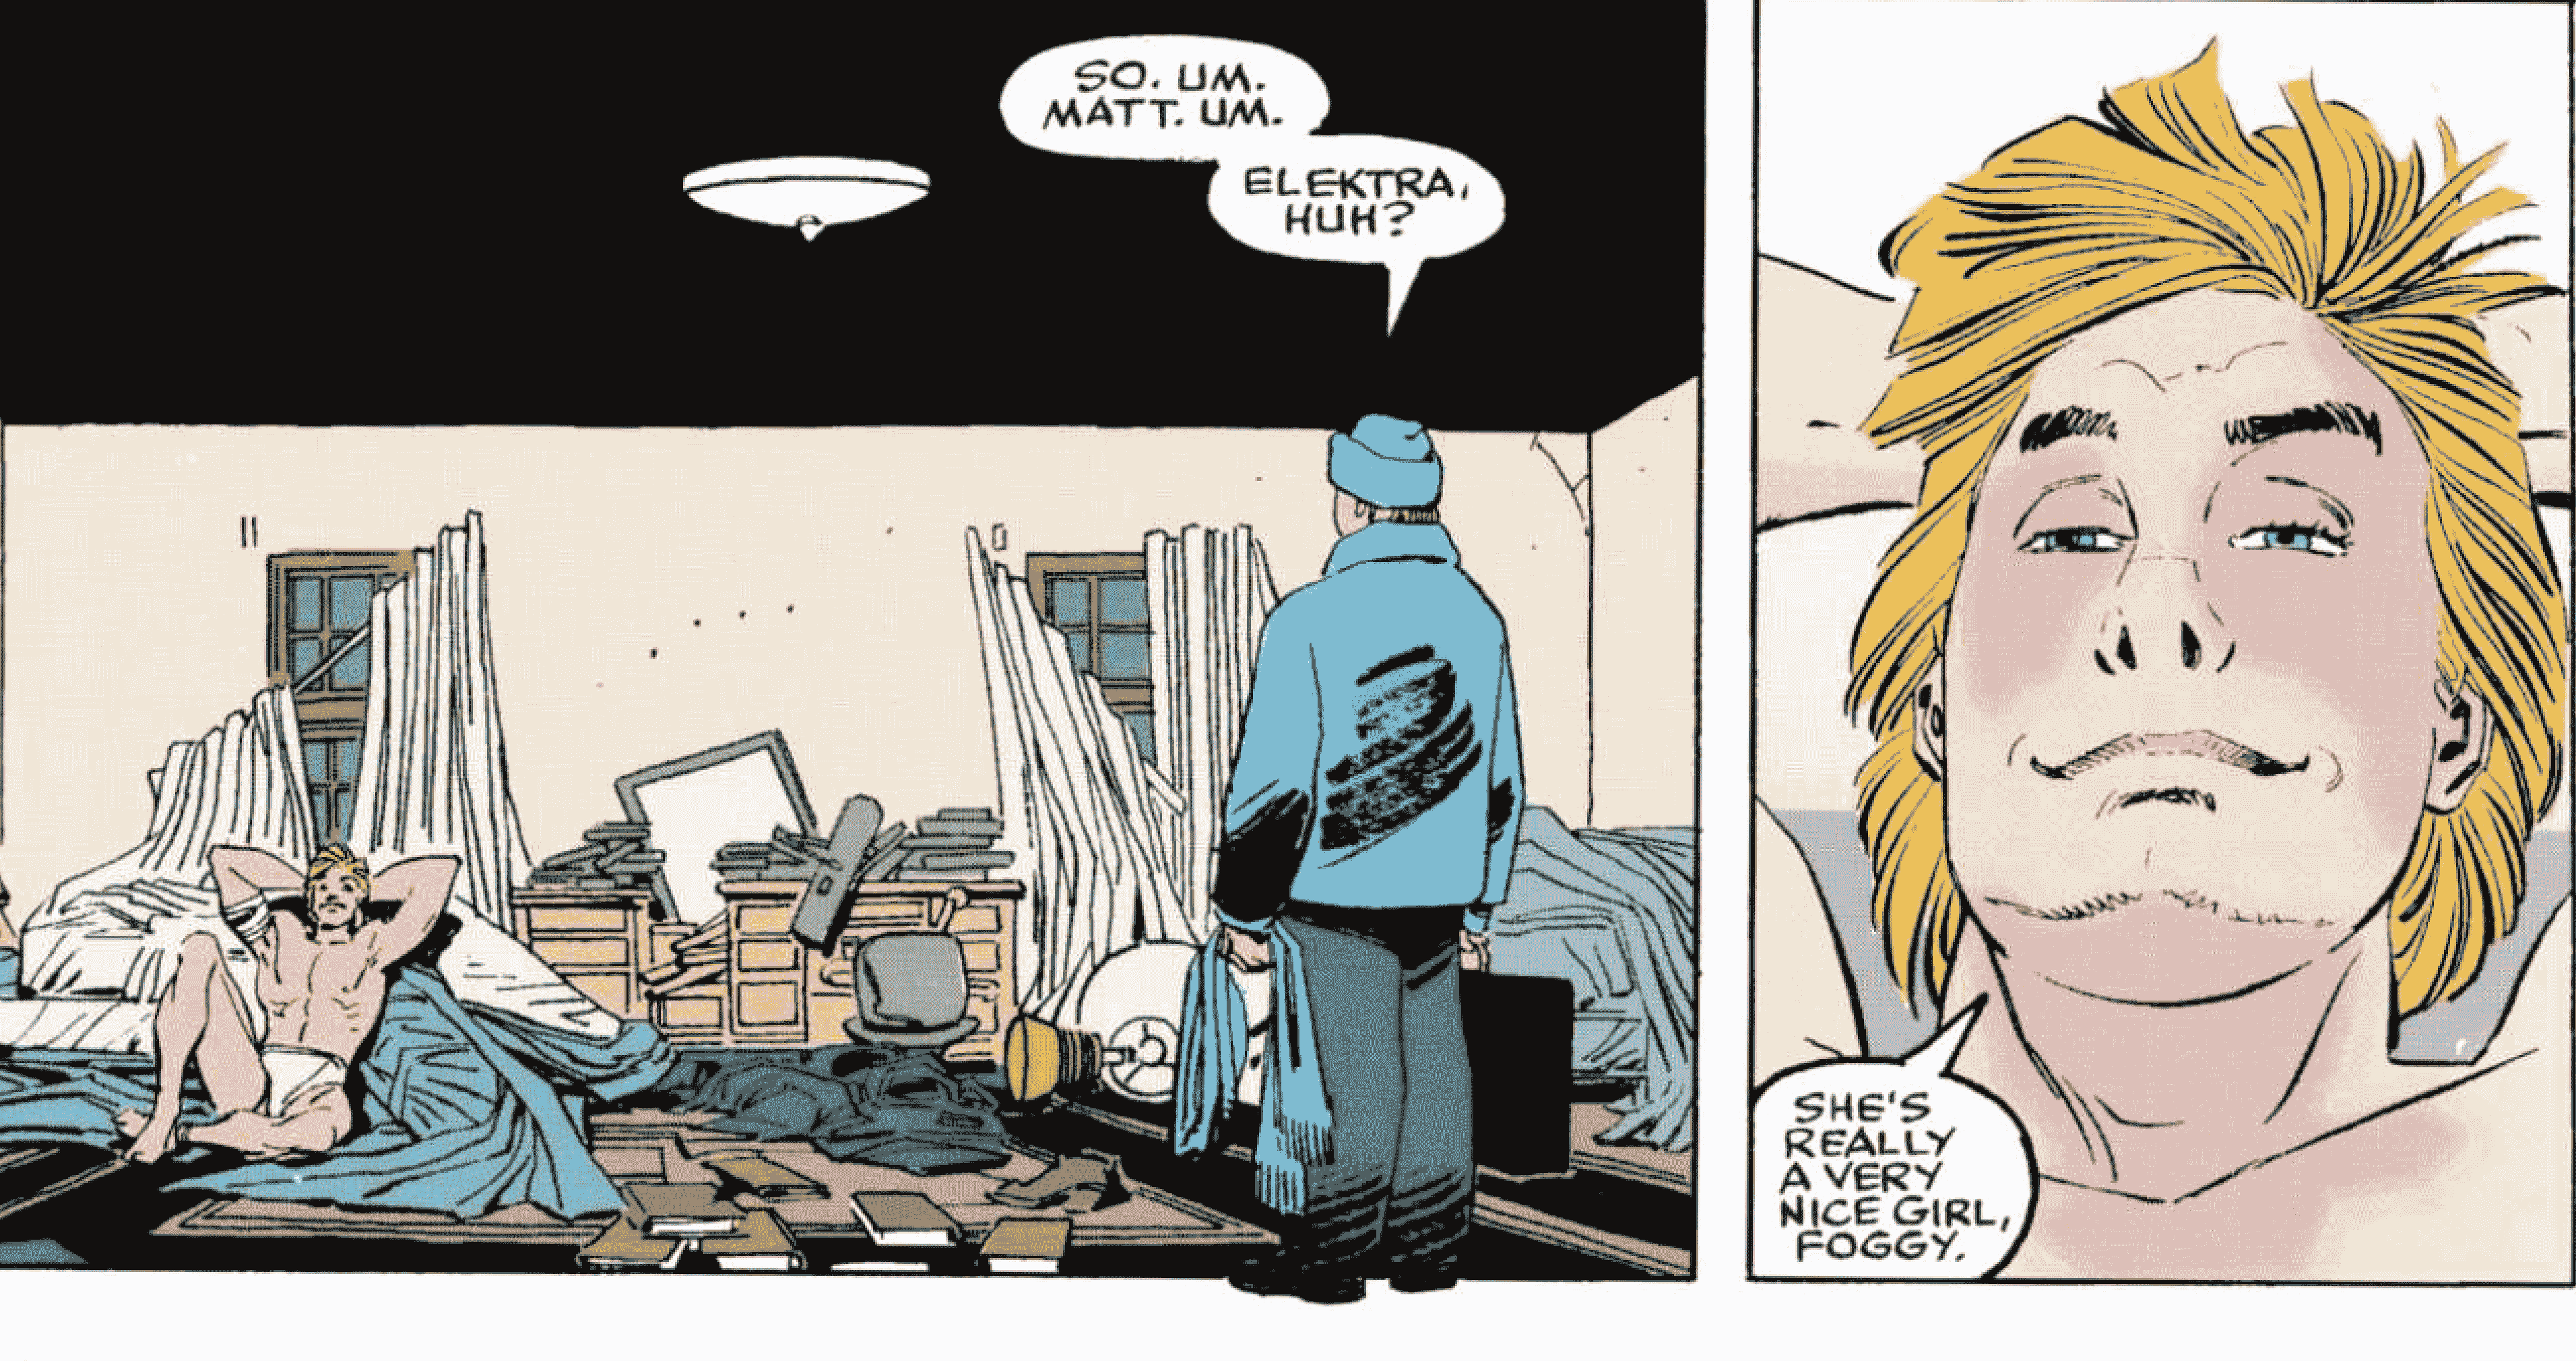 SO. UM.
MATT. UM.
ELEKTRA,
HUH?
SHE'S
REALLY
A VERY
NICE GIRL,
FOGGY.